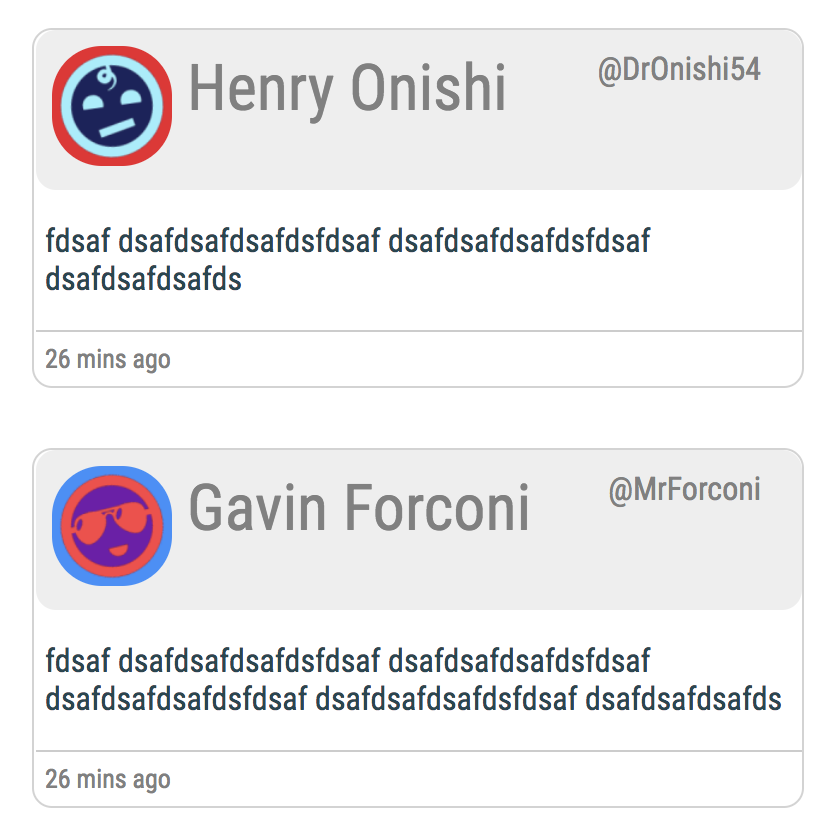 Henry Onishi
@DrOnishi54
fdsaf dsafdsafdsafdsfdsaf dsafdsafdsafdsfdsaf
dsafdsafdsafds
26 mins ago
Gavin Forconi
@MrForconi
fdsaf dsafdsafdsafdsfdsaf dsafdsafdsafdsfdsaf
dsafdsafdsafdsfdsaf dsafdsafdsafdsfdsaf dsafdsafdsafds
26 mins ago